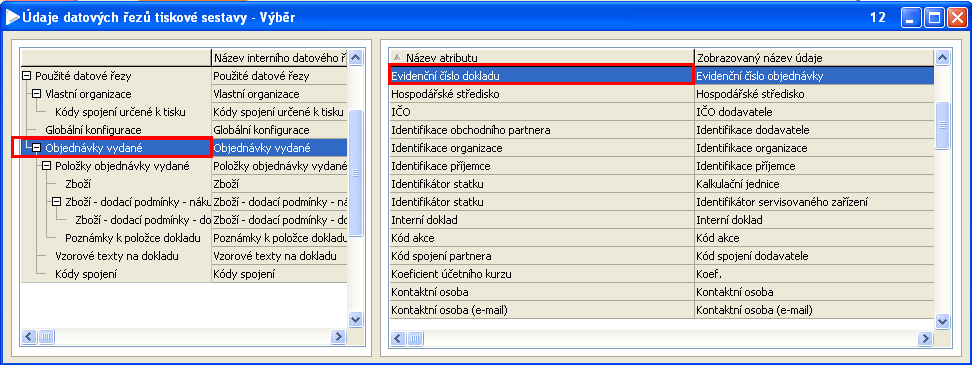 Údaje datových řezů tiskové sestavy - Výběr 12
Název interního datového ř
Použité datové řezy Použité datové řezy
Vlastní organizace Vlastní organizace
Kódy spojení určené k tisku Kódy spojení určené k tisku
Globální konfigurace Globální konfigurace
Objednávky vydané Objednávky vydané
Položky objednávky vydané Položky objednávky vydané
Zboží Zboží
Zboží - dodací podmínky - náku Zboží - dodací podmínky - ná
Zboží - dodací podmínky - do Zboží - dodací podmínky - do
Poznámky k položce dokladu Poznámky k položce dokladu
Vzorové texty na dokladu Vzorové texty na dokladu
Kódy spojení Kódy spojení
Název atributu Zobrazovaný název údaje
Evidenční číslo dokladu Evidenční číslo objednávky
Hospodářské středisko Hospodářské středisko
IČO IČO dodavatele
Identifikace obchodního partnera Identifikace dodavatele
Identifikace organizace Identifikace organizace
Identifikace příjemce Identifikace příjemce
Identifikátor statku Kalkulační jednice
Identifikátor statku Identifikátor servisovaného zařízení
Interní doklad Interní doklad
Kód akce Kód akce
Kód spojení partnera Kód spojení dodavatele
Koeficient účetního kurzu Koef.
Kontaktní osoba Kontaktní osoba
Kontaktní osoba (e-mail) Kontaktní osoba (e-mail)